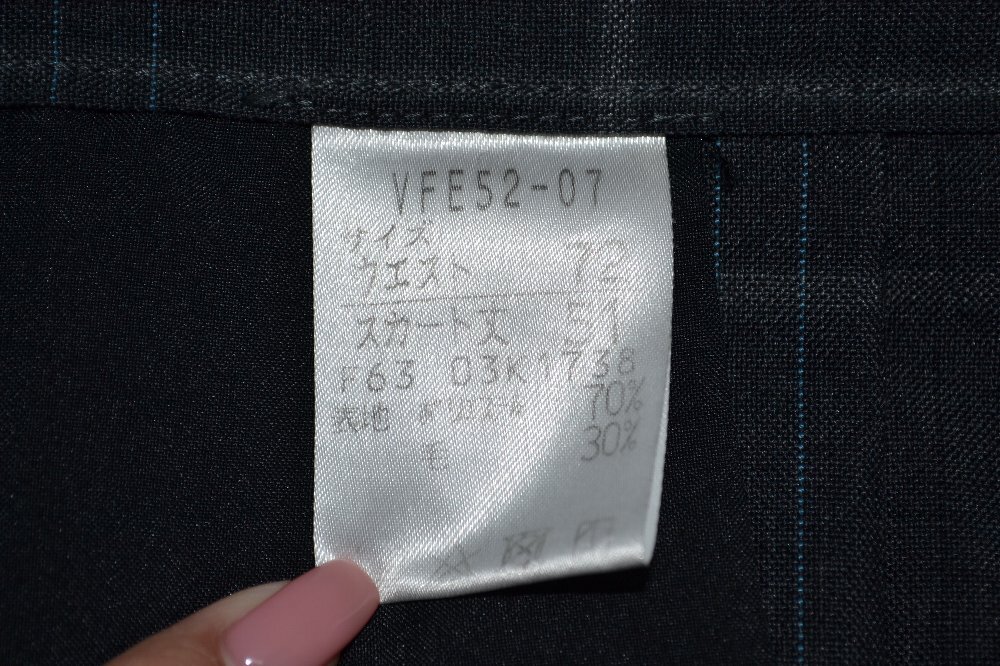 VFE52-07
サイズ
ウエスト 72
スカート丈 51
F63 03K1738
表地 ポリエステル 70%
毛 30%